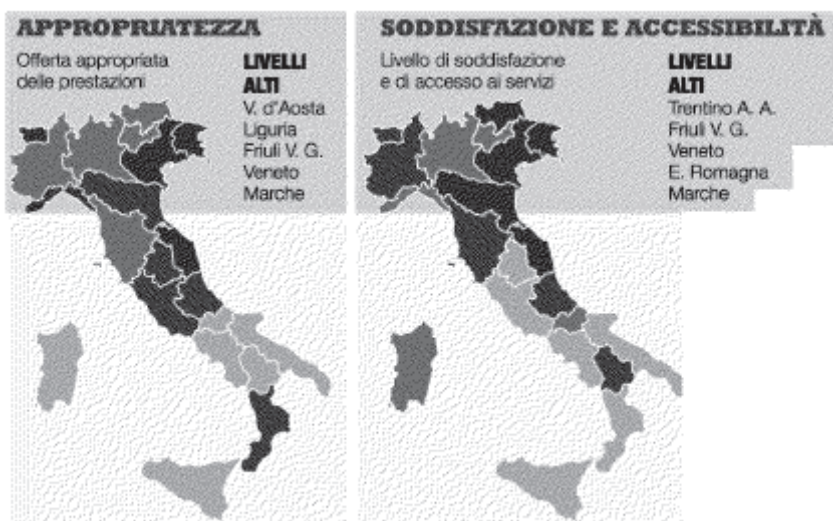 APPROPRIATEZZA
Offerta appropriata
delle prestazioni
LIVELLI
ALTI
V. d'Aosta
Liguria
Friuli V. G.
Veneto
Marche
SODDISFAZIONE E ACCESSIBILITÀ
Livello di soddisfazione
e di accesso ai servizi
LIVELLI
ALTI
Trentino A. A.
Friuli V. G.
Veneto
E. Romagna
Marche